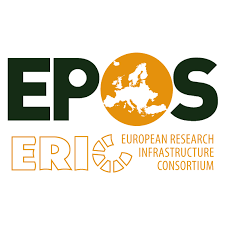 EPOS
ERIC
EUROPEAN RESEARCH
INFRASTRUCTURE
CONSORTIUM